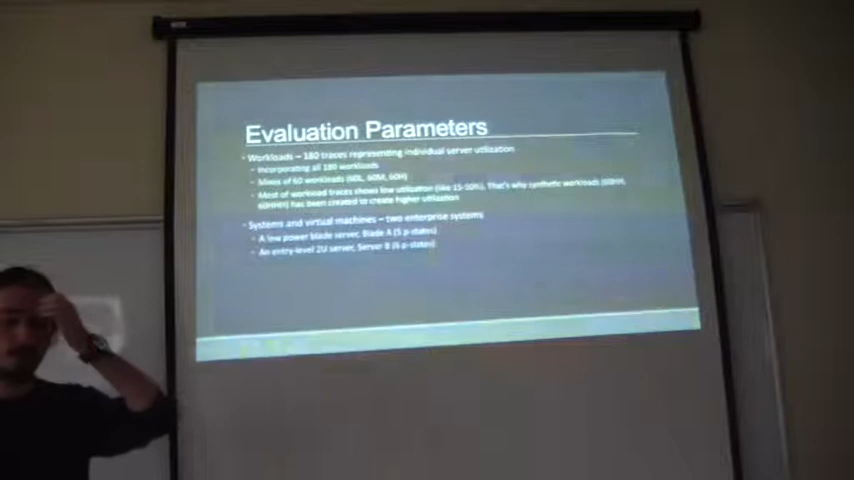 Evaluation Parameters
Workloads – 180 traces representing individual server utilization
Incorporating all 180 workloads
Mixes of 60 workloads (60L, 60M, 60H)
Most of workload traces shows low utilization (like 15-50%). That's why synthetic workloads (60HH,
60HHH) has been created to create higher utilization
Systems and virtual machines – two enterprise systems
A low power blade server, Blade A (5 p-states)
An entry-level 2U server, Server B (6 p-states)